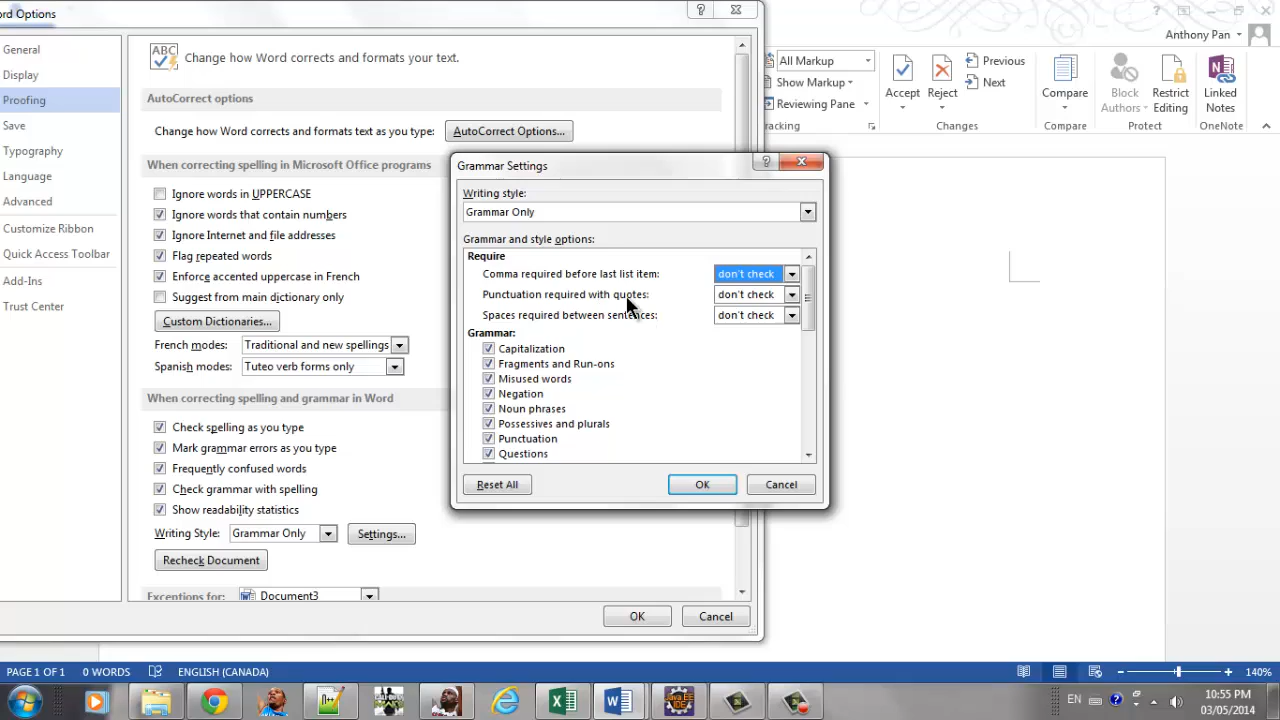 rd Options
General
Display
Proofing
Save
Typography
Language
Advanced
Customize Ribbon
Quick Access Toolbar
Add-Ins
Trust Center
ABC
Change how Word corrects and formats your text.
AutoCorrect options
Change how Word corrects and formats text as you type: AutoCorrect Options...
When correcting spelling in Microsoft Office programs
Ignore words in UPPERCASE
Ignore words that contain numbers
Ignore Internet and file addresses
Flag repeated words
Enforce accented uppercase in French
Suggest from main dictionary only
Custom Dictionaries...
French modes: Traditional and new spellings
Spanish modes: Tuteo verb forms only
When correcting spelling and grammar in Word
Check spelling as you type
Mark grammar errors as you type
Frequently confused words
Check grammar with spelling
Show readability statistics
Writing Style: Grammar Only Settings...
Recheck Document
Exceptions for: Document3
OK Cancel
Grammar Settings
Writing style:
Grammar Only
Grammar and style options:
Require
Comma required before last list item: don't check
Punctuation required with quotes: don't check
Spaces required between sentences: don't check
Grammar:
Capitalization
Fragments and Run-ons
Misused words
Negation
Noun phrases
Possessives and plurals
Punctuation
Questions
Reset All OK Cancel
Anthony Pan
All Markup
Show Markup
Reviewing Pane
racking
Accept
Reject
Previous
Next
Changes
Compare
Compare
Block Authors
Restrict Editing
Protect
Linked Notes
OneNote
PAGE 1 OF 1 0 WORDS ENGLISH (CANADA) 140%
EN 10:55 PM
03/05/2014